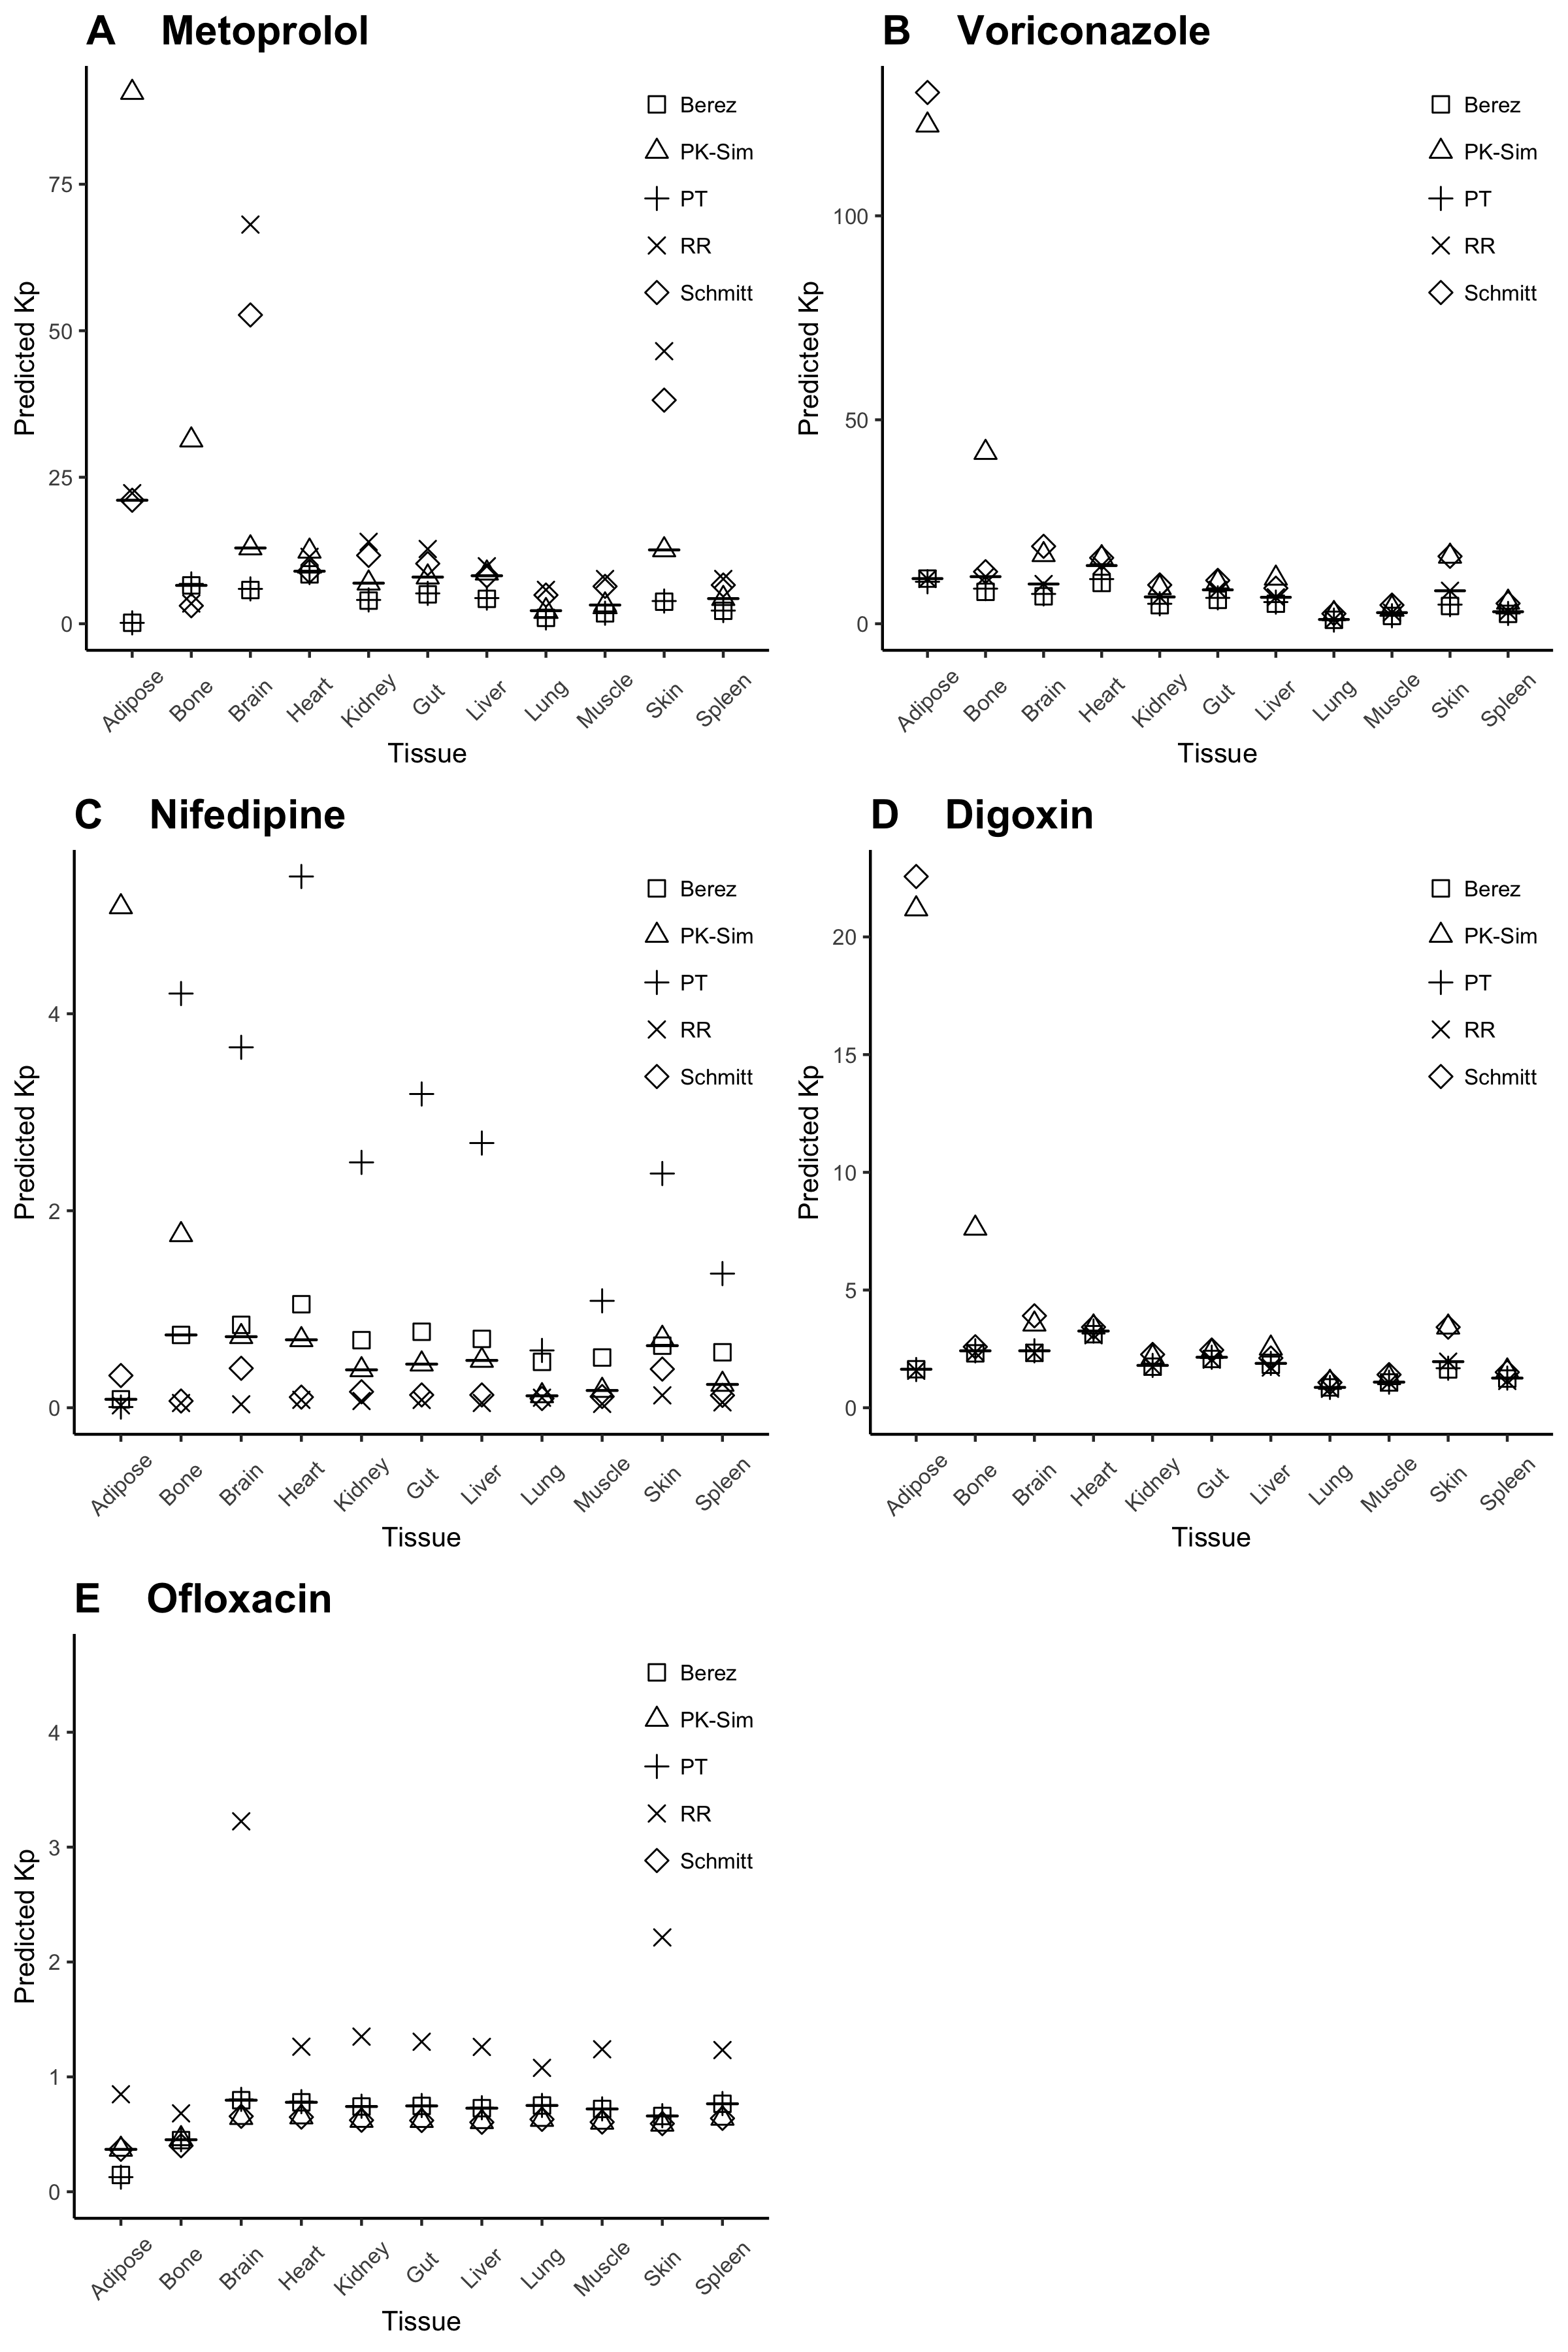 A Metoprolol
Predicted Kp
75
50
25
0
Berez
PK-Sim
PT
RR
Schmitt
Adipose Bone Brain Heart Kidney Gut Liver Lung Muscle Skin Spleen
Tissue
B Voriconazole
Predicted Kp
100
50
0
Berez
PK-Sim
PT
RR
Schmitt
Adipose Bone Brain Heart Kidney Gut Liver Lung Muscle Skin Spleen
Tissue
C Nifedipine
Predicted Kp
4
2
0
Berez
PK-Sim
PT
RR
Schmitt
Adipose Bone Brain Heart Kidney Gut Liver Lung Muscle Skin Spleen
Tissue
D Digoxin
Predicted Kp
20
15
10
5
0
Berez
PK-Sim
PT
RR
Schmitt
Adipose Bone Brain Heart Kidney Gut Liver Lung Muscle Skin Spleen
Tissue
E Ofloxacin
Predicted Kp
4
3
2
1
0
Berez
PK-Sim
PT
RR
Schmitt
Adipose Bone Brain Heart Kidney Gut Liver Lung Muscle Skin Spleen
Tissue